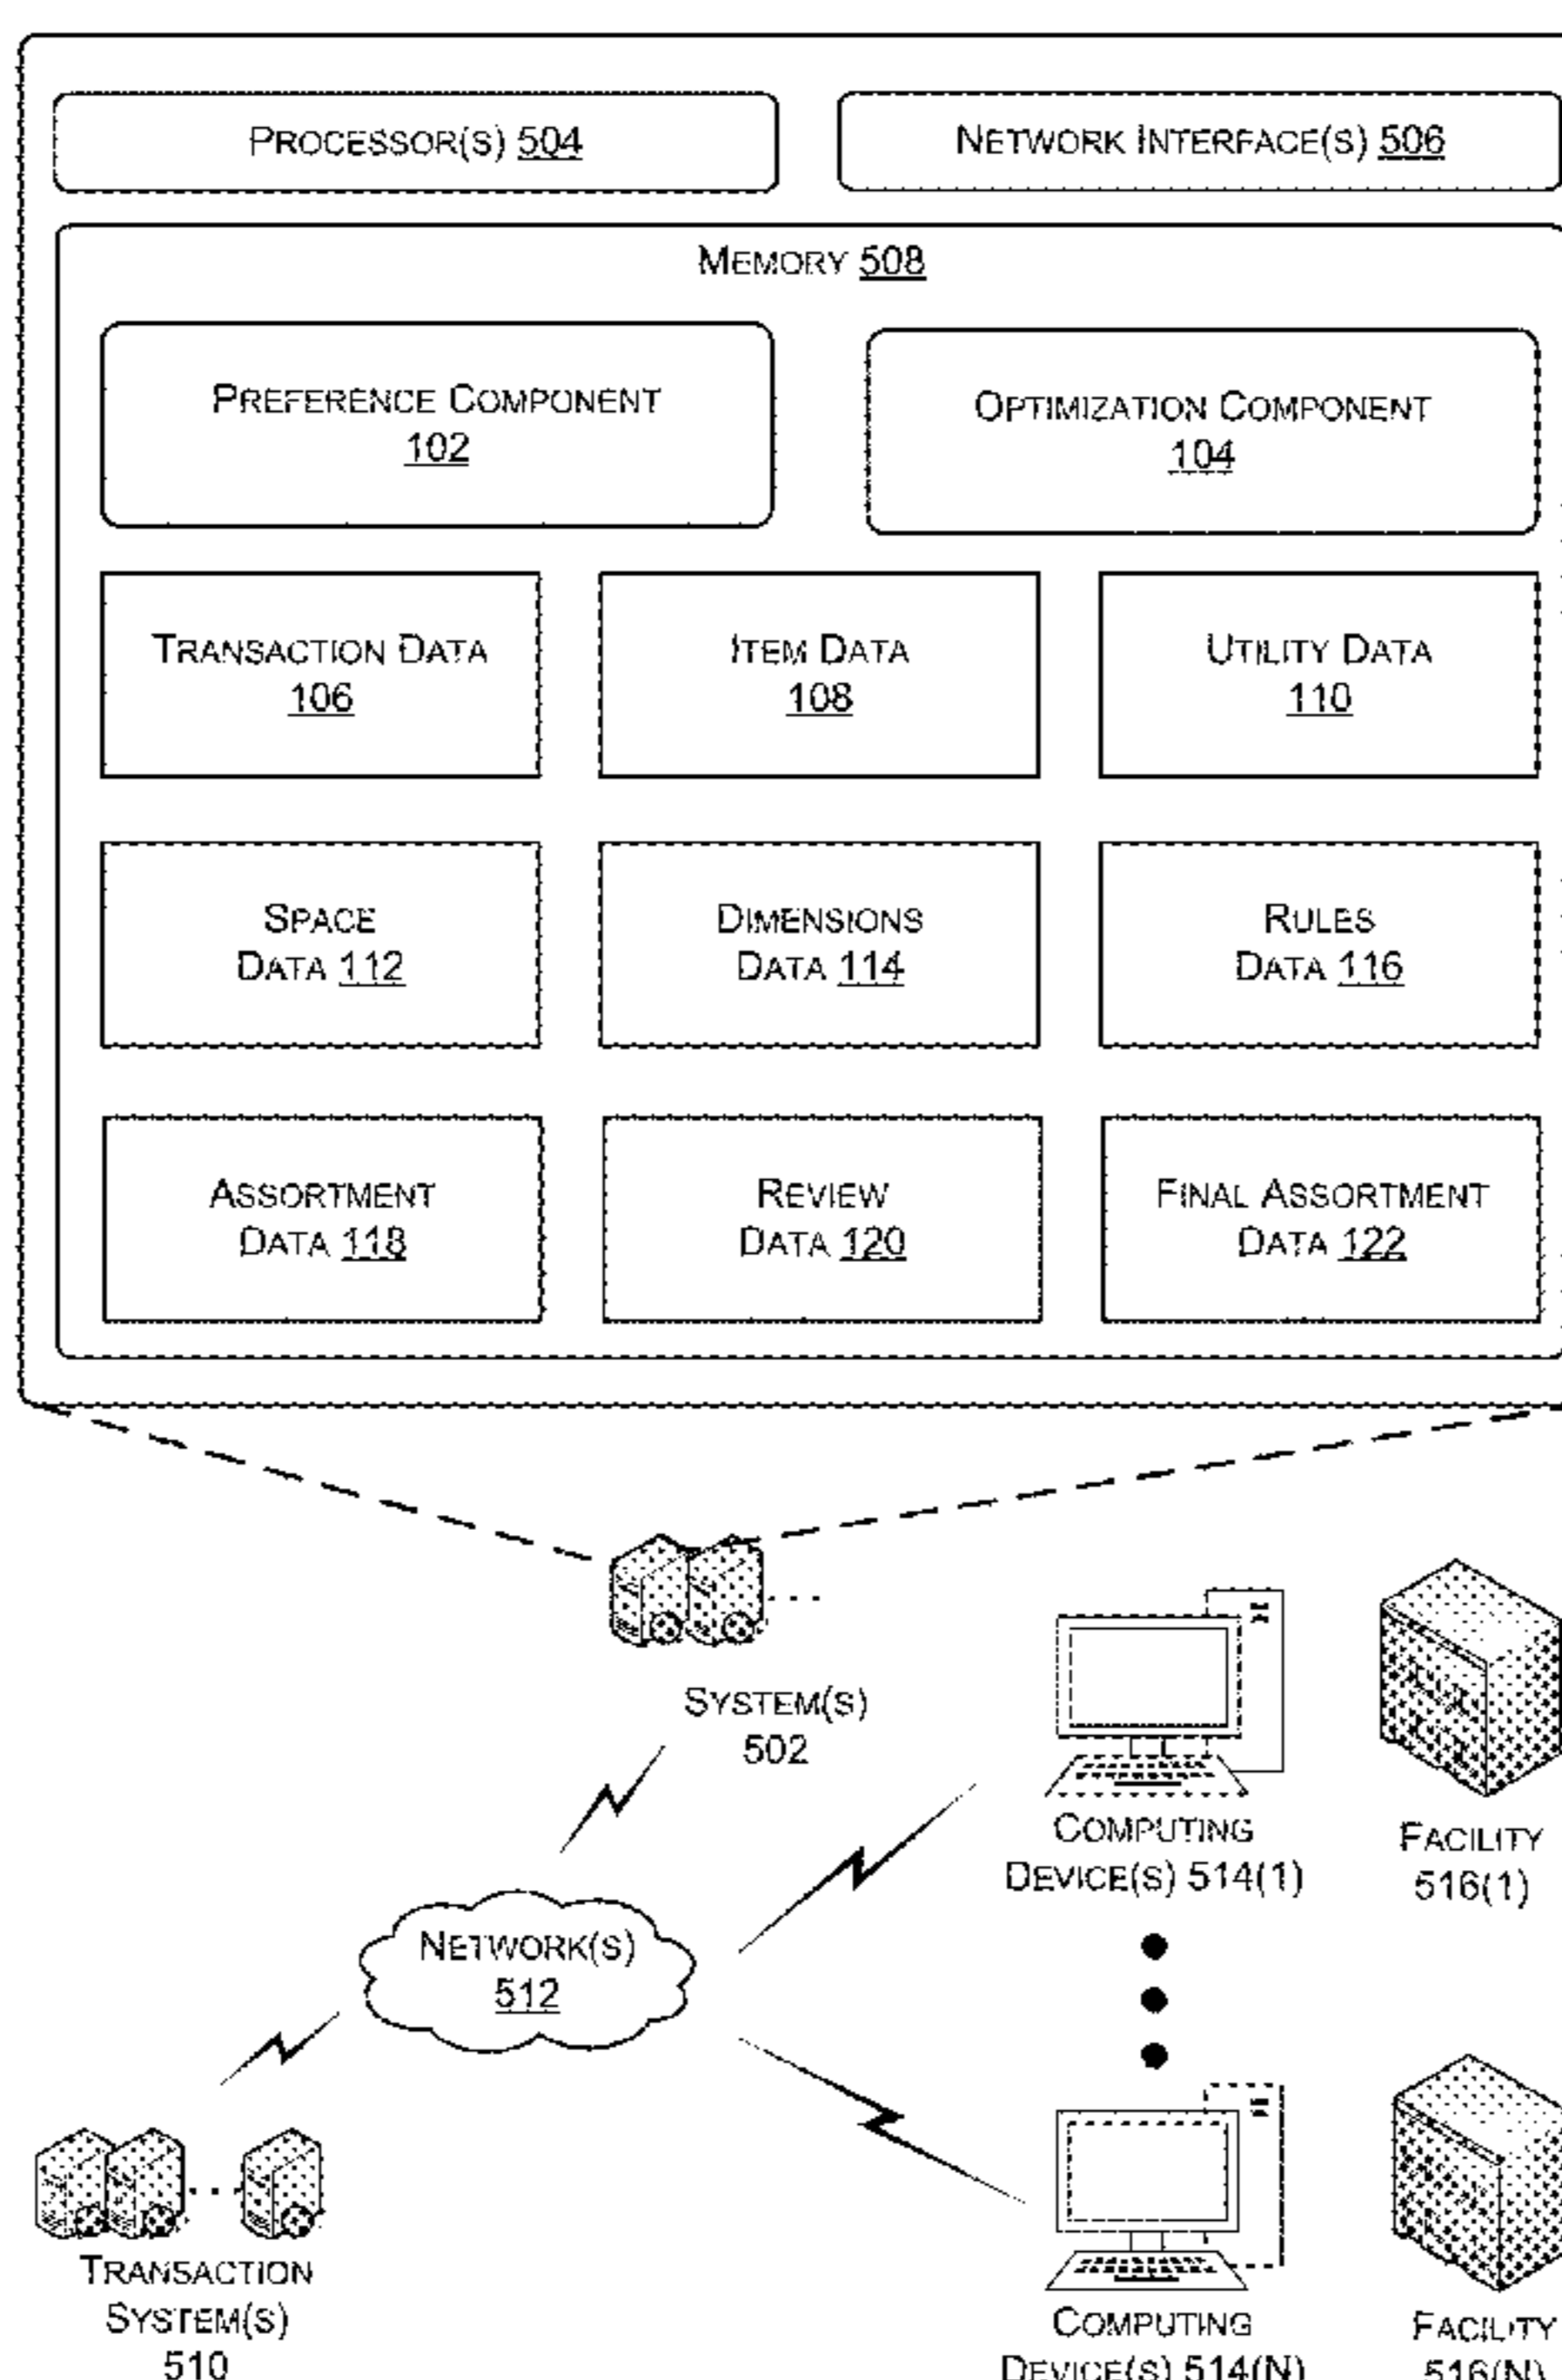 PROCESSOR(S) 504
NETWORK INTERFACE(S) 506
MEMORY 508
PREFERENCE COMPONENT
102
OPTIMIZATION COMPONENT
104
TRANSACTION DATA
106
ITEM DATA
108
UTILITY DATA
110
SPACE
DATA 112
DIMENSIONS
DATA 114
RULES
DATA 116
ASSORTMENT
DATA 118
REVIEW
DATA 120
FINAL ASSORTMENT
DATA 122
SYSTEM(S)
502
COMPUTING
DEVICE(S) 514(1)
FACILITY
516(1)
NETWORK(S)
512
TRANSACTION
SYSTEM(S)
510
COMPUTING
DEVICE(S) 514(N)
FACILITY
516(N)